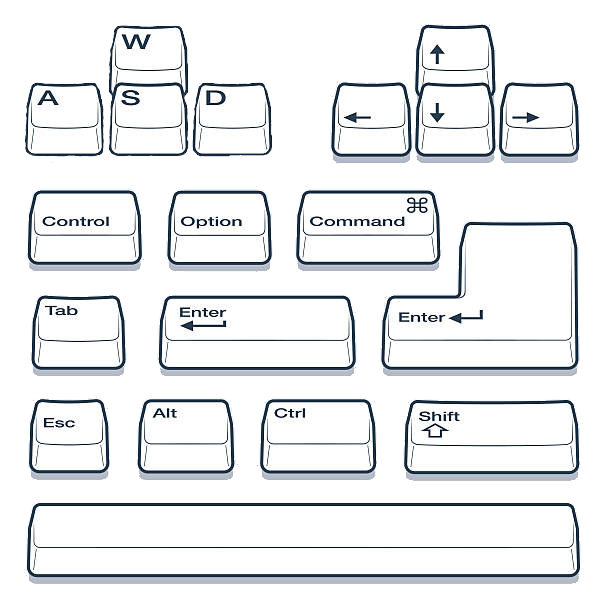 W
↑
A S D
← ↓ →
⌘
Control Option Command
Tab Enter Enter
Esc Alt Ctrl Shift